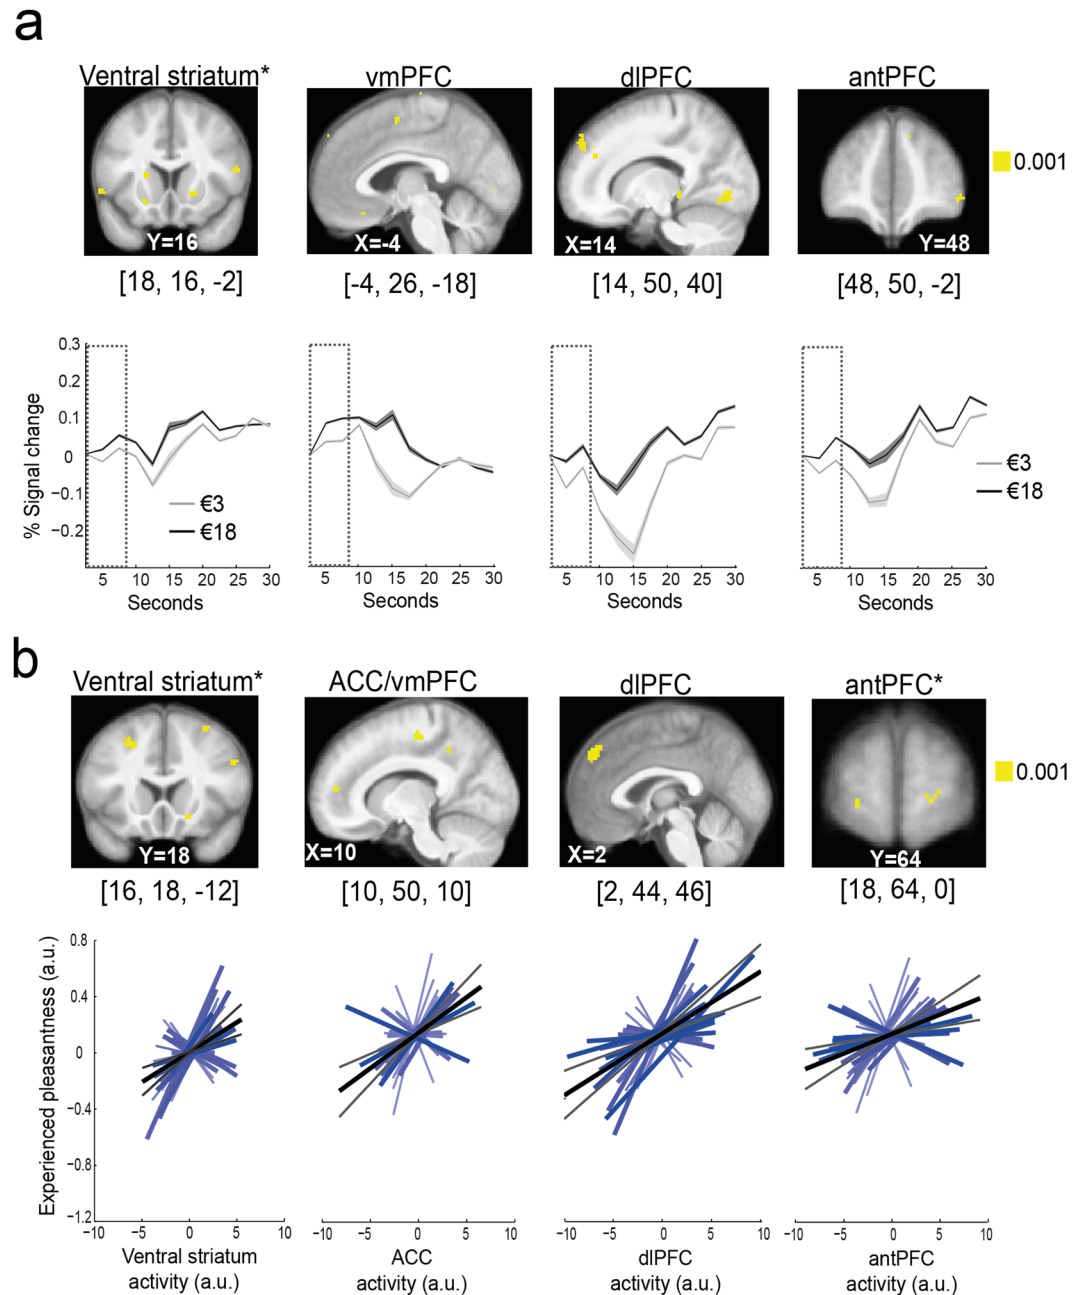 a
Ventral striatum* vmPFC dlPFC antPFC
0.001
Y=16 X=-4 X=14 Y=48
[18, 16, -2] [-4, 26, -18] [14, 50, 40] [48, 50, -2]
0.3
0.2
0.1
0
−0.1
−0.2
% Signal change
€3
€18
€3
€18
5 10 15 20 25 30 5 10 15 20 25 30 5 10 15 20 25 30 5 10 15 20 25 30
Seconds Seconds Seconds Seconds
b
Ventral striatum* ACC/vmPFC dlPFC antPFC*
0.001
Y=18 X=10 X=2 Y=64
[16, 18, -12] [10, 50, 10] [2, 44, 46] [18, 64, 0]
Experienced pleasantness (a.u.)
0.8
0.4
0
−0.4
−0.8
−1.2
−10 −5 0 5 10 −10 −5 0 5 10 −10 −5 0 5 10 −10 −5 0 5 10
Ventral striatum ACC dlPFC antPFC
activity (a.u.) activity (a.u.) activity (a.u.) activity (a.u.)